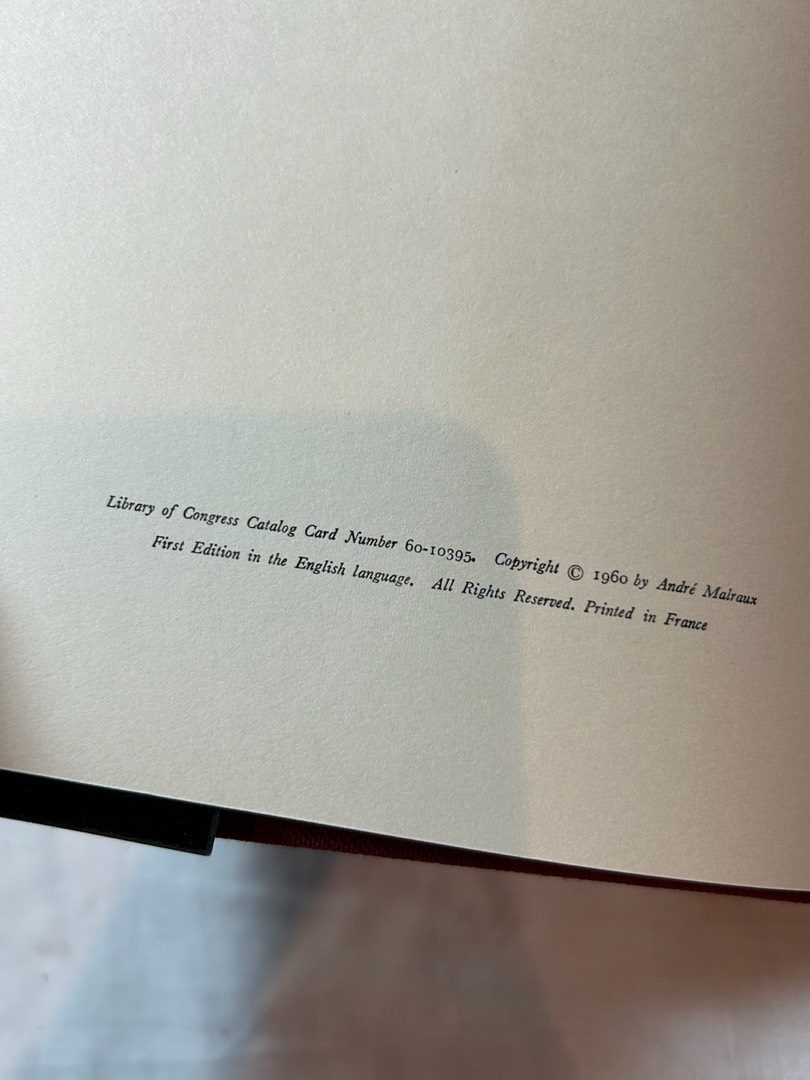 Library of Congress Catalog Card Number 60-10395. Copyright © 1960 by André Malraux
First Edition in the English language. All Rights Reserved. Printed in France